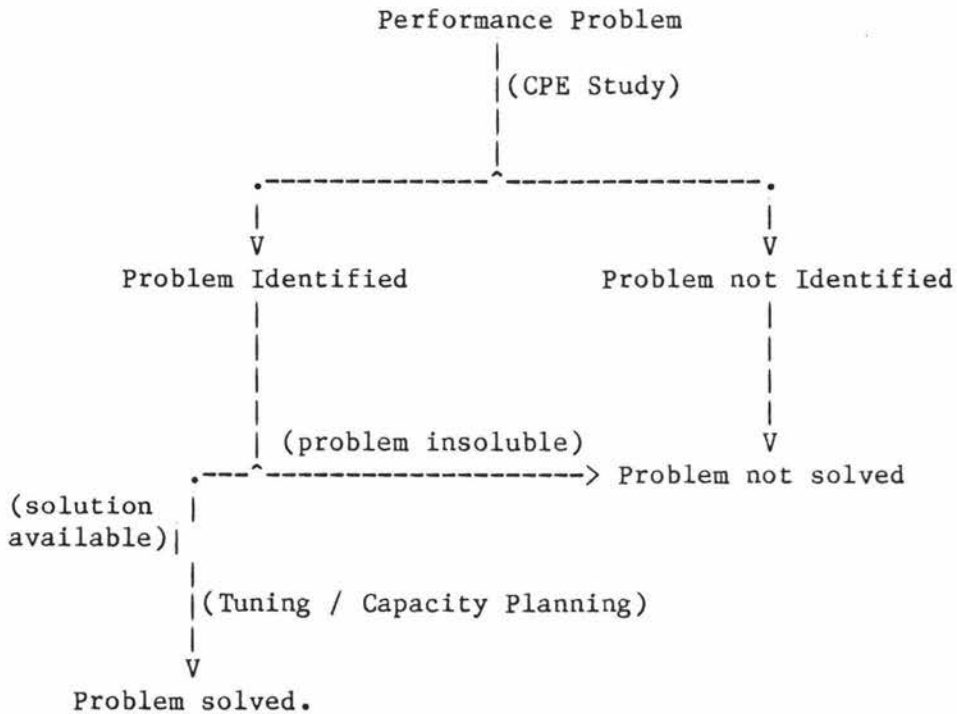 Performance Problem
(CPE Study)
Problem Identified
Problem not Identified
(problem insoluble)
Problem not solved
(solution
available)
(Tuning / Capacity Planning)
Problem solved.